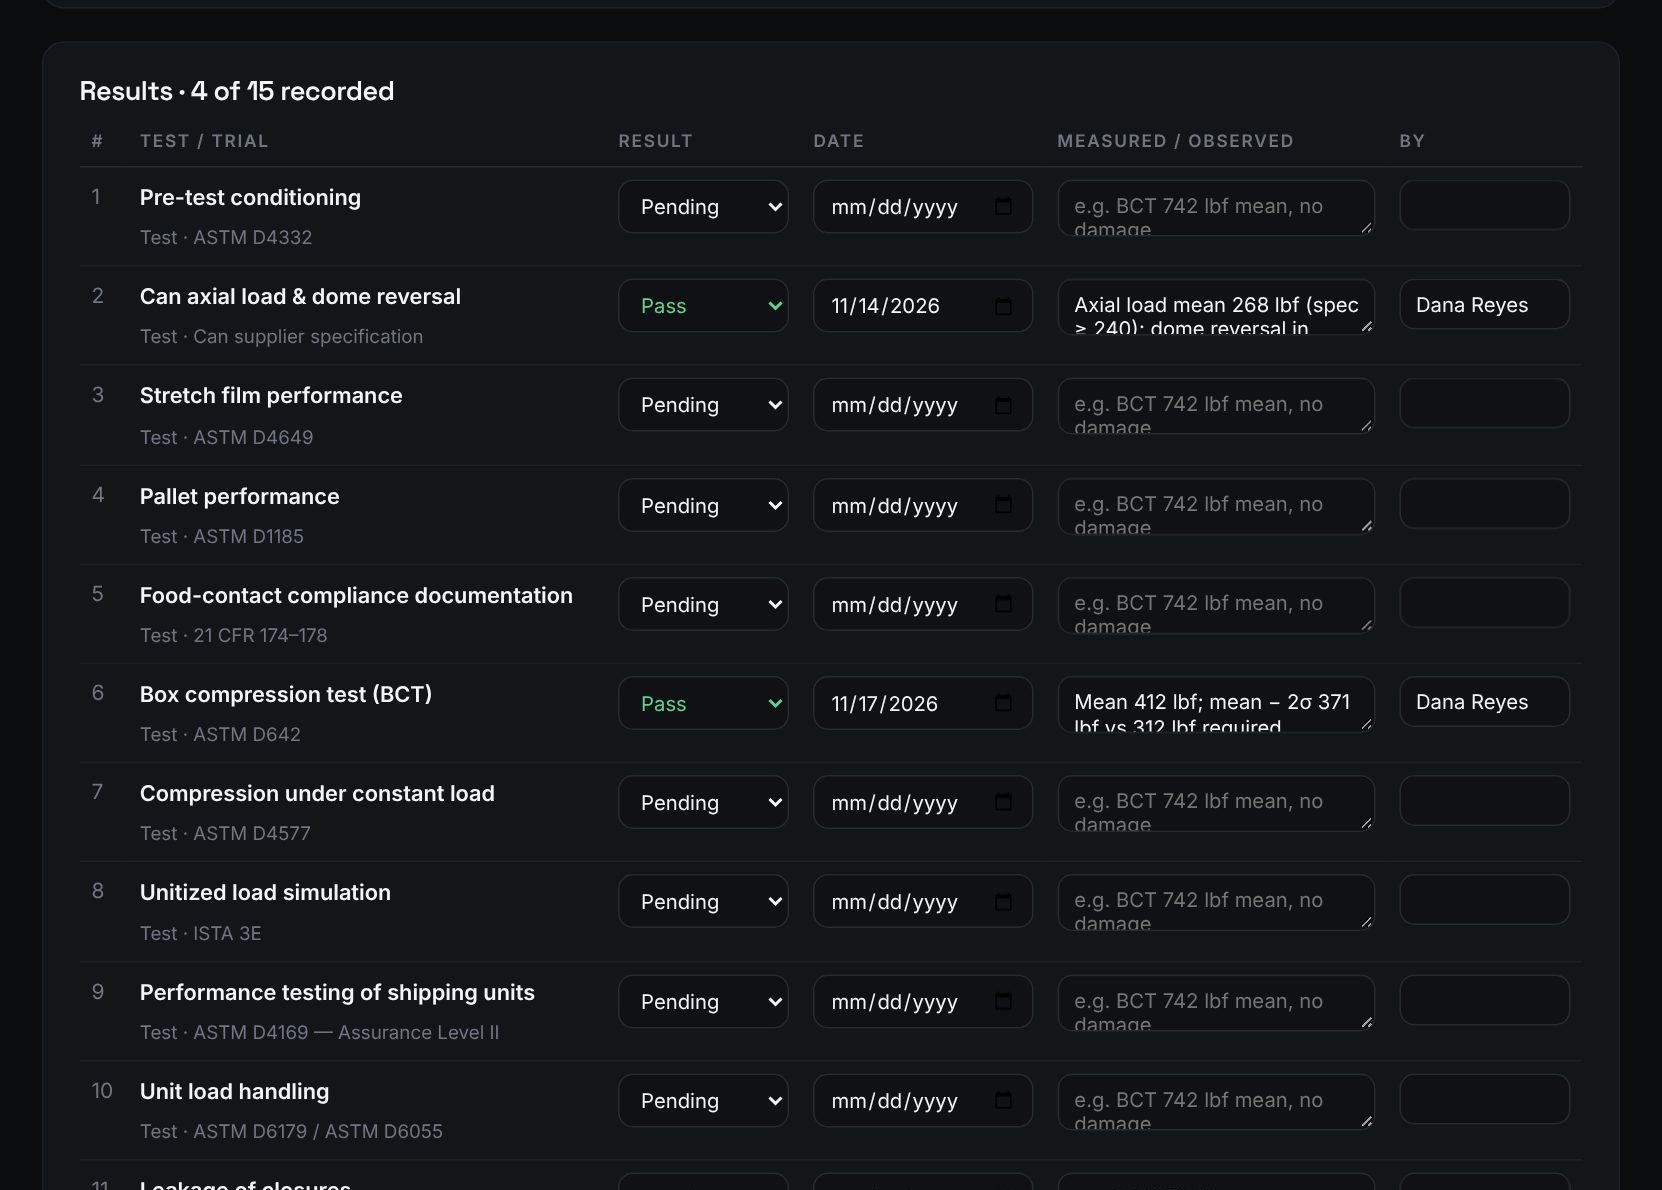 Results · 4 of 15 recorded
# TEST / TRIAL RESULT DATE MEASURED / OBSERVED BY
1 Pre-test conditioning Pending mm/dd/yyyy e.g. BCT 742 lbf mean, no
damage
Test · ASTM D4332
2 Can axial load & dome reversal Pass 11/14/2026 Axial load mean 268 lbf (spec Dana Reyes
≥ 240); dome reversal in
Test · Can supplier specification
3 Stretch film performance Pending mm/dd/yyyy e.g. BCT 742 lbf mean, no
damage
Test · ASTM D4649
4 Pallet performance Pending mm/dd/yyyy e.g. BCT 742 lbf mean, no
damage
Test · ASTM D1185
5 Food-contact compliance documentation Pending mm/dd/yyyy e.g. BCT 742 lbf mean, no
damage
Test · 21 CFR 174–178
6 Box compression test (BCT) Pass 11/17/2026 Mean 412 lbf; mean − 2σ 371 Dana Reyes
lbf vs 312 lbf required
Test · ASTM D642
7 Compression under constant load Pending mm/dd/yyyy e.g. BCT 742 lbf mean, no
damage
Test · ASTM D4577
8 Unitized load simulation Pending mm/dd/yyyy e.g. BCT 742 lbf mean, no
damage
Test · ISTA 3E
9 Performance testing of shipping units Pending mm/dd/yyyy e.g. BCT 742 lbf mean, no
damage
Test · ASTM D4169 — Assurance Level II
10 Unit load handling Pending mm/dd/yyyy e.g. BCT 742 lbf mean, no
damage
Test · ASTM D6179 / ASTM D6055
11 Leakage of closures